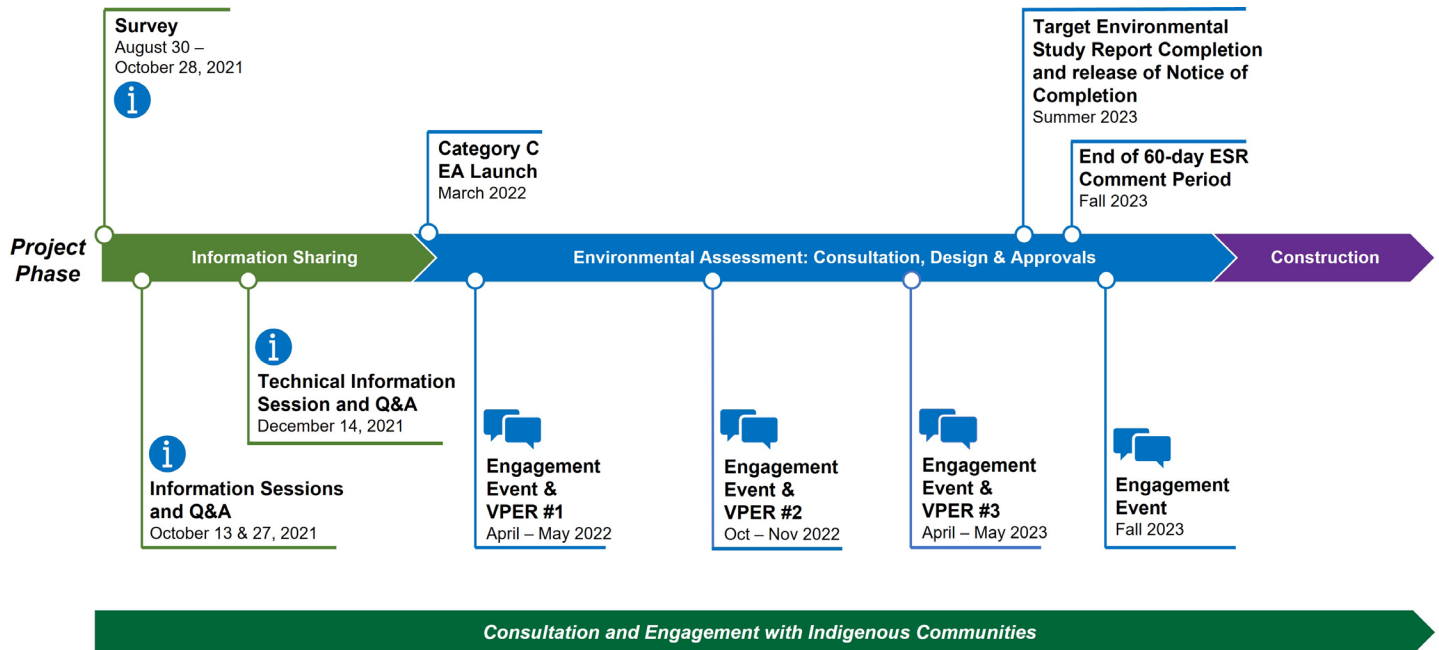 Survey
August 30 –
October 28, 2021
i
Target Environmental
Study Report Completion
and release of Notice of
Completion
Summer 2023
Category C
EA Launch
March 2022
End of 60-day ESR
Comment Period
Fall 2023
Project
Phase
Information Sharing
Environmental Assessment: Consultation, Design & Approvals
Construction
i
Technical Information
Session and Q&A
December 14, 2021
i
Information Sessions
and Q&A
October 13 & 27, 2021
Engagement
Event &
VPER #1
April – May 2022
Engagement
Event &
VPER #2
Oct – Nov 2022
Engagement
Event &
VPER #3
April – May 2023
Engagement
Event
Fall 2023
Consultation and Engagement with Indigenous Communities